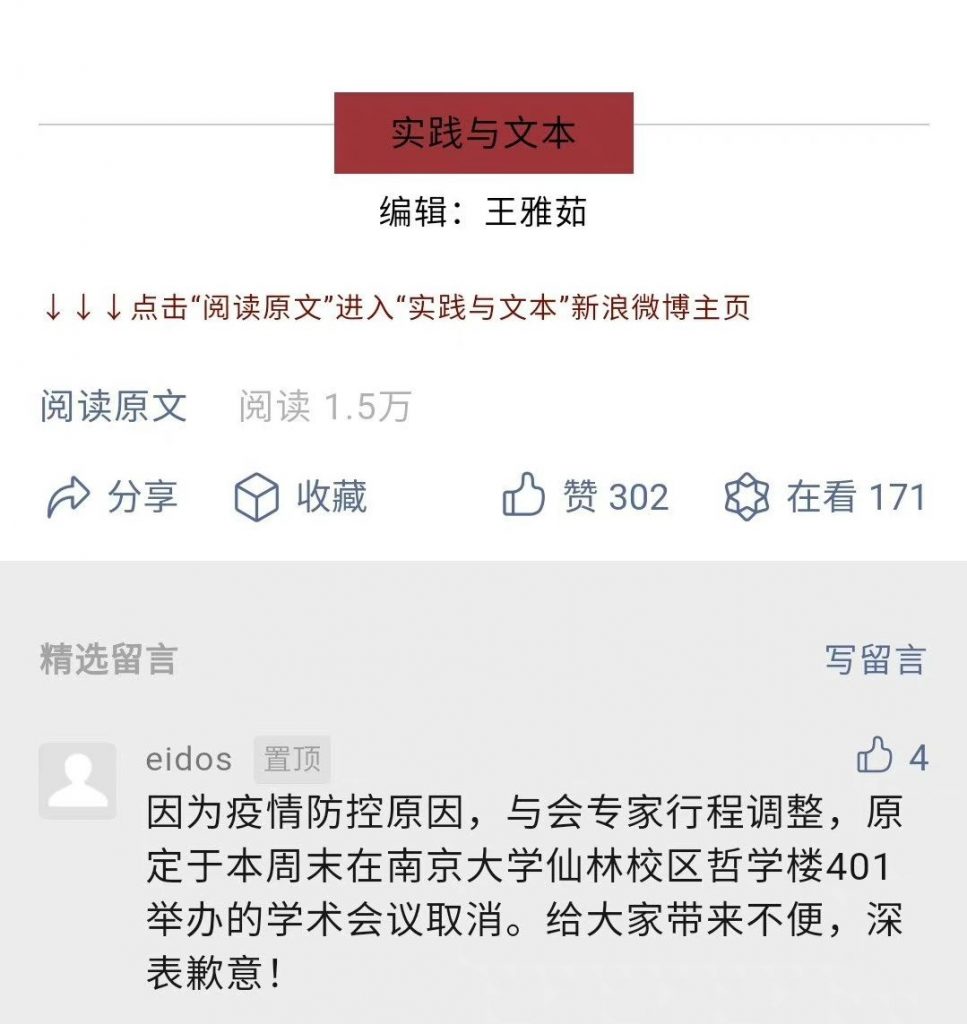 实践与文本
编辑：王雅茹
↓↓↓点击“阅读原文”进入“实践与文本”新浪微博主页
阅读原文 阅读 1.5万
分享 收藏 赞 302 在看 171
精选留言 写留言
eidos 置顶 4
因为疫情防控原因，与会专家行程调整，原
定于本周末在南京大学仙林校区哲学楼401
举办的学术会议取消。给大家带来不便，深
表歉意！